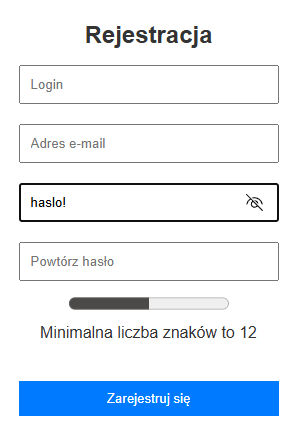 Rejestracja
Login
Adres e-mail
haslo!
Powtórz hasło
Minimalna liczba znaków to 12
Zarejestruj się